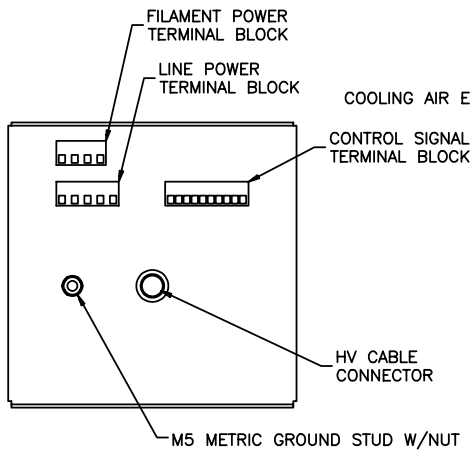 FILAMENT POWER
TERMINAL BLOCK
LINE POWER
TERMINAL BLOCK
COOLING AIR E
CONTROL SIGNAL
TERMINAL BLOCK
HV CABLE
CONNECTOR
M5 METRIC GROUND STUD W/NUT